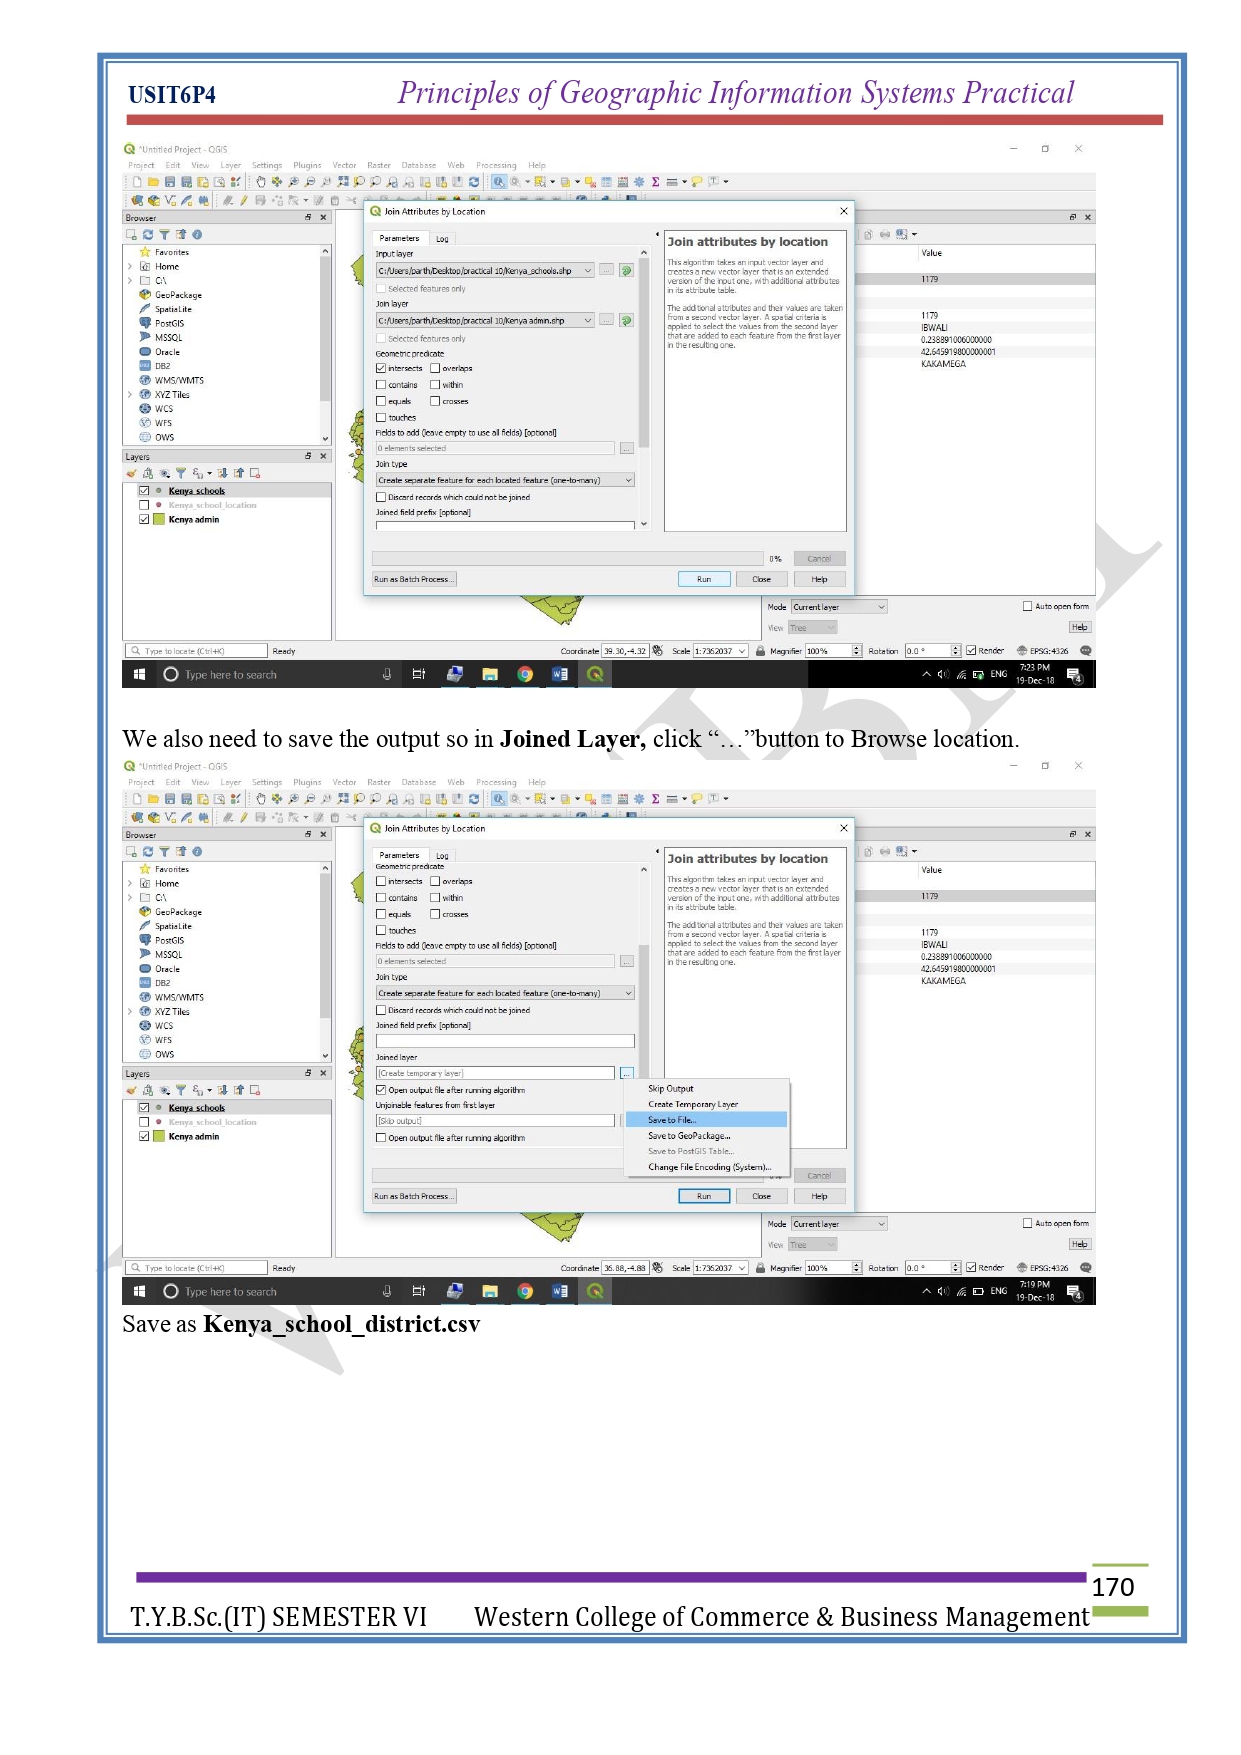 USIT6P4 Principles of Geographic Information Systems Practical
*Untitled Project - QGIS
Project Edit View Layer Settings Plugins Vector Raster Database Web Processing Help
Browser
Favorites
Home
C:\
GeoPackage
SpatiaLite
PostGIS
MSSQL
Oracle
DB2
WMS/WMTS
XYZ Tiles
WCS
WFS
OWS
Layers
Kenya_schools
Kenya_school_location
Kenya admin
Join Attributes by Location
Parameters Log
Input layer
C:/Users/parth/Desktop/practical 10/Kenya_schools.shp
Selected features only
Join layer
C:/Users/parth/Desktop/practical 10/Kenya admin.shp
Selected features only
Geometric predicate
intersects overlaps
contains within
equals crosses
touches
Fields to add (leave empty to use all fields) [optional]
0 elements selected
Join type
Create separate feature for each located feature (one-to-many)
Discard records which could not be joined
Joined field prefix [optional]
0% Cancel
Run as Batch Process... Run Close Help
Join attributes by location
This algorithm takes an input vector layer and
creates a new vector layer that is an extended
version of the input one, with additional attributes
in its attribute table.
The additional attributes and their values are taken
from a second vector layer. A spatial criteria is
applied to select the values from the second layer
that are added to each feature from the first layer
in the resulting one.
Value
1179
1179
IBWALI
0.238891006000000
42.645919800000001
KAKAMEGA
Mode Current layer Auto open form
View Tree Help
Type to locate (Ctrl+K) Ready Coordinate 39.30,-4.32 Scale 1:7362037 Magnifier 100% Rotation 0.0 ° Render EPSG:4326
Type here to search ENG 7:23 PM
19-Dec-18
We also need to save the output so in Joined Layer, click “…”button to Browse location.
*Untitled Project - QGIS
Project Edit View Layer Settings Plugins Vector Raster Database Web Processing Help
Browser
Favorites
Home
C:\
GeoPackage
SpatiaLite
PostGIS
MSSQL
Oracle
DB2
WMS/WMTS
XYZ Tiles
WCS
WFS
OWS
Layers
Kenya_schools
Kenya_school_location
Kenya admin
Join Attributes by Location
Parameters Log
Geometric predicate
intersects overlaps
contains within
equals crosses
touches
Fields to add (leave empty to use all fields) [optional]
0 elements selected
Join type
Create separate feature for each located feature (one-to-many)
Discard records which could not be joined
Joined field prefix [optional]
Joined layer
[Create temporary layer]
Open output file after running algorithm
Unjoinable features from first layer
[Skip output]
Open output file after running algorithm
Skip Output
Create Temporary Layer
Save to File...
Save to GeoPackage...
Save to PostGIS Table...
Change File Encoding (System)...
Cancel
Run as Batch Process... Run Close Help
Join attributes by location
This algorithm takes an input vector layer and
creates a new vector layer that is an extended
version of the input one, with additional attributes
in its attribute table.
The additional attributes and their values are taken
from a second vector layer. A spatial criteria is
applied to select the values from the second layer
that are added to each feature from the first layer
in the resulting one.
Value
1179
1179
IBWALI
0.238891006000000
42.645919800000001
KAKAMEGA
Mode Current layer Auto open form
View Tree Help
Type to locate (Ctrl+K) Ready Coordinate 36.88,-4.88 Scale 1:7362037 Magnifier 100% Rotation 0.0 ° Render EPSG:4326
Type here to search ENG 7:19 PM
19-Dec-18
Save as Kenya_school_district.csv
170
T.Y.B.Sc.(IT) SEMESTER VI Western College of Commerce & Business Management